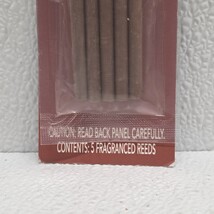 CAUTION: READ BACK PANEL CAREFULLY.
CONTENTS: 5 FRAGRANCED REEDS